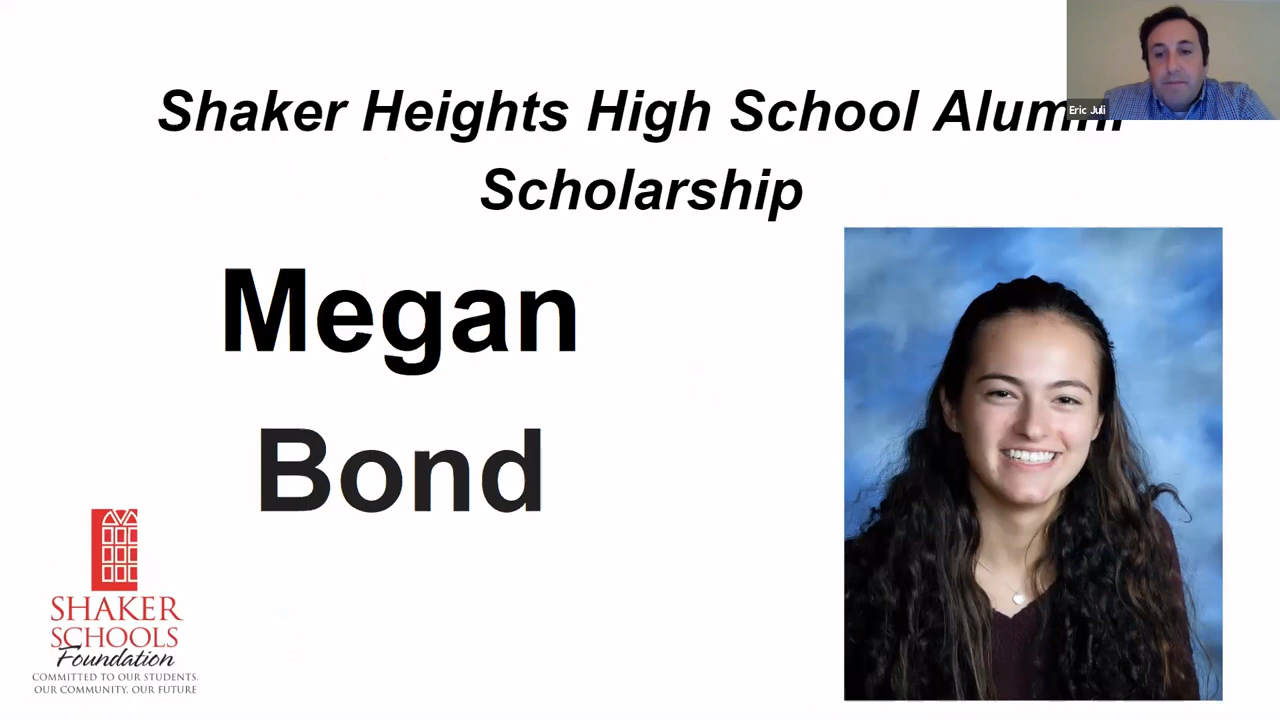 Shaker Heights High School Alumni
Scholarship
Eric Juli
Megan
Bond
SHAKER
SCHOOLS
Foundation
COMMITTED TO OUR STUDENTS.
OUR COMMUNITY. OUR FUTURE